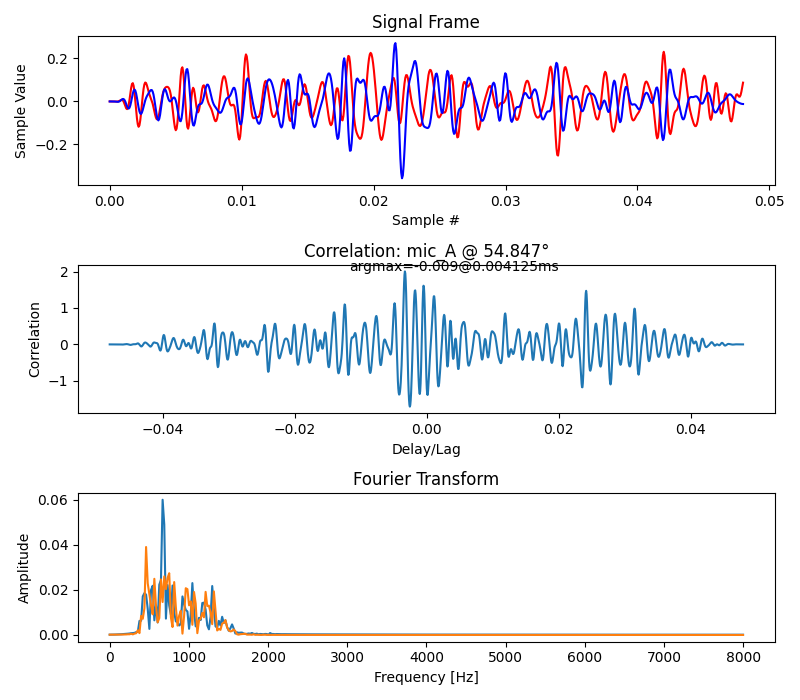 Signal Frame
Sample Value
0.2
0.0
−0.2
0.00 0.01 0.02 0.03 0.04 0.05
Sample #
Correlation: mic_A @ 54.847°
argmax=-0.009@0.004125ms
Correlation
2
1
0
−1
−0.04 −0.02 0.00 0.02 0.04
Delay/Lag
Fourier Transform
Amplitude
0.06
0.04
0.02
0.00
0 1000 2000 3000 4000 5000 6000 7000 8000
Frequency [Hz]